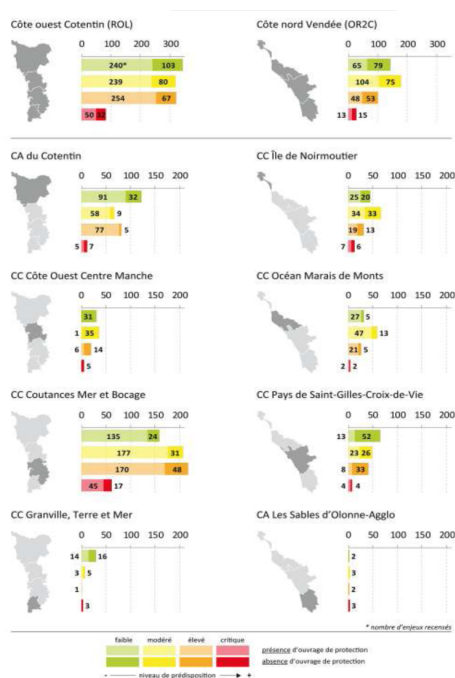 Côte ouest Cotentin (ROL)
0 100 200 300
240* 103
239 80
254 67
50 32
Côte nord Vendée (OR2C)
0 100 200 300
65 79
104 75
48 53
13 15
CA du Cotentin
0 50 100 150 200
91 32
58 9
77 5
5 7
CC Île de Noirmoutier
0 50 100 150 200
25 20
34 33
19 13
7 6
CC Côte Ouest Centre Manche
0 50 100 150 200
31
1 35
6 14
5
CC Océan Marais de Monts
0 50 100 150 200
27 5
47 13
21 5
2 2
CC Coutances Mer et Bocage
0 50 100 150 200
135 24
177 31
170 48
45 17
CC Pays de Saint-Gilles-Croix-de-Vie
0 50 100 150 200
13 52
23 26
8 33
4 4
CC Granville, Terre et Mer
0 50 100 150 200
14 16
3 5
1
3
CA Les Sables d'Olonne-Agglo
0 50 100 150 200
2
3
2
3
* nombre d'enjeux recensés
faible modéré élevé critique
présence d'ouvrage de protection
absence d'ouvrage de protection
- niveau de prédisposition +